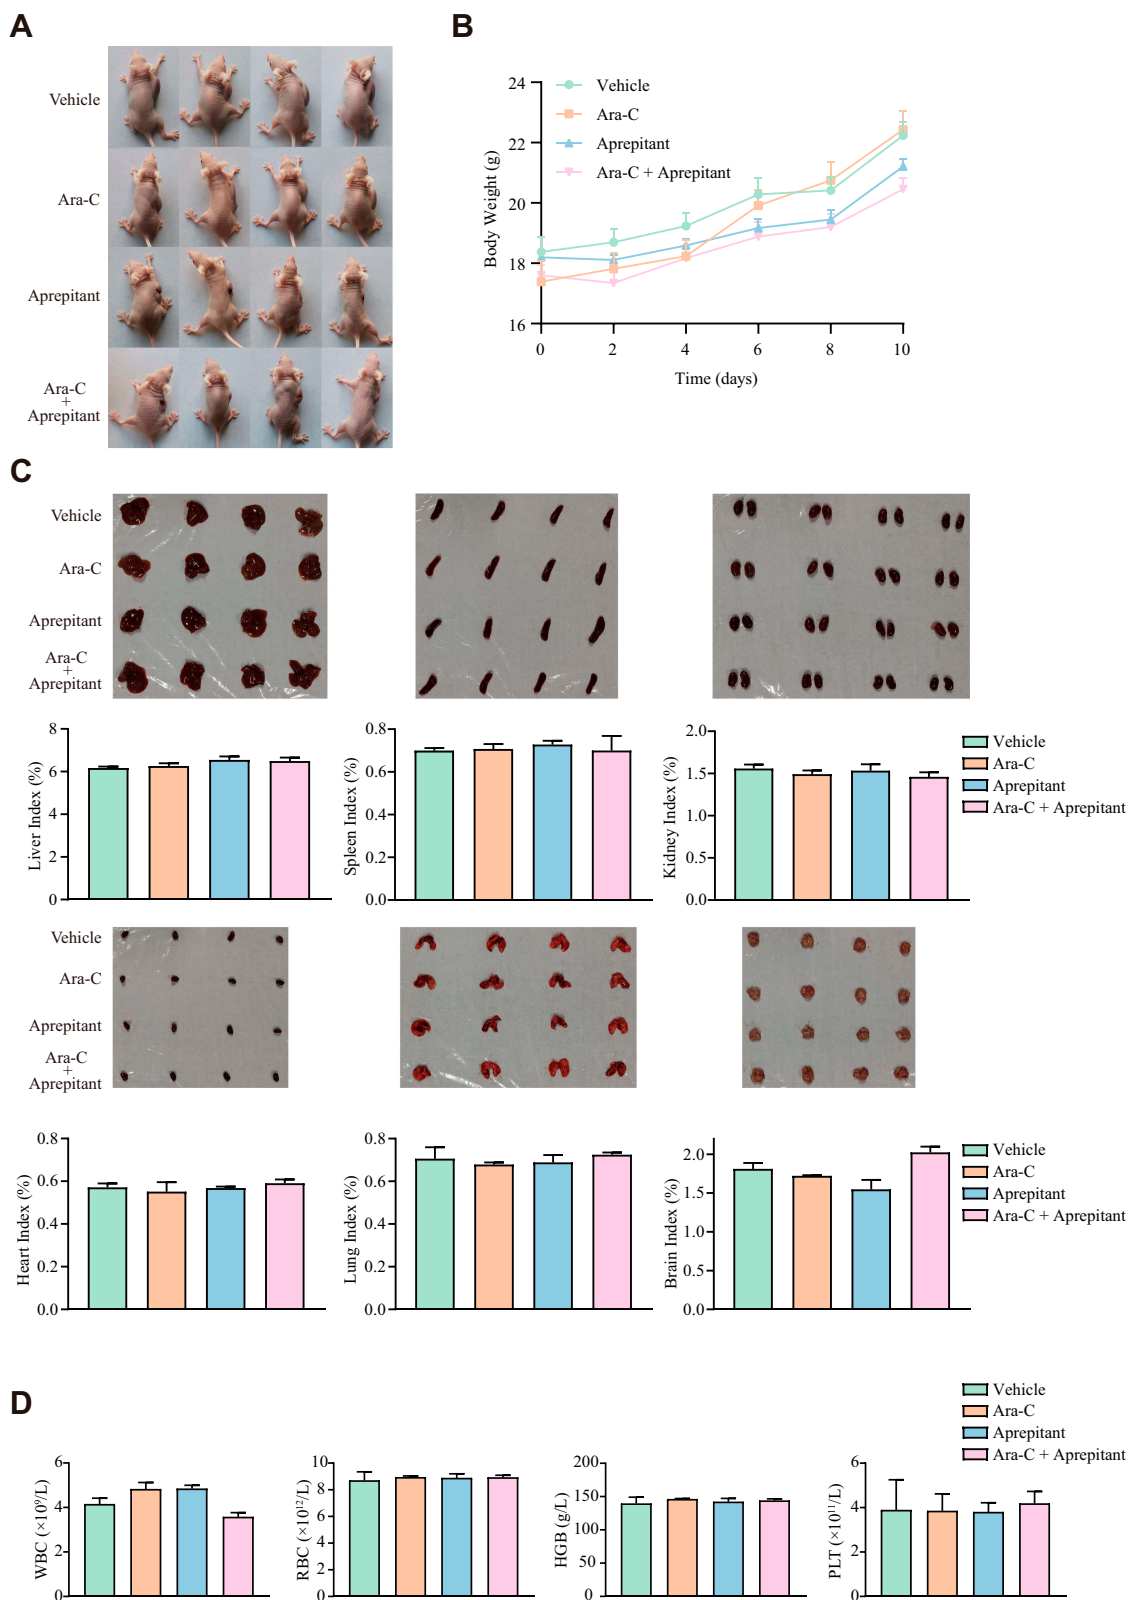 A
Vehicle
Ara-C
Aprepitant
Ara-C
+
Aprepitant
B
Vehicle
Ara-C
Aprepitant
Ara-C + Aprepitant
Body Weight (g)
24
22
20
18
16
0 2 4 6 8 10
Time (days)
C
Vehicle
Ara-C
Aprepitant
Ara-C
+
Aprepitant
Liver Index (%)
8
6
4
2
0
Spleen Index (%)
0.8
0.6
0.4
0.2
0.0
Kidney Index (%)
2.0
1.5
1.0
0.5
0.0
Vehicle
Ara-C
Aprepitant
Ara-C + Aprepitant
Vehicle
Ara-C
Aprepitant
Ara-C
+
Aprepitant
Heart Index (%)
0.8
0.6
0.4
0.2
0.0
Lung Index (%)
0.8
0.6
0.4
0.2
0.0
Brain Index (%)
2.0
1.5
1.0
0.5
0.0
Vehicle
Ara-C
Aprepitant
Ara-C + Aprepitant
D
Vehicle
Ara-C
Aprepitant
Ara-C + Aprepitant
WBC (×10⁹/L)
6
4
2
0
RBC (×10¹²/L)
10
8
6
4
2
0
HGB (g/L)
200
150
100
50
0
PLT (×10¹¹/L)
6
4
2
0